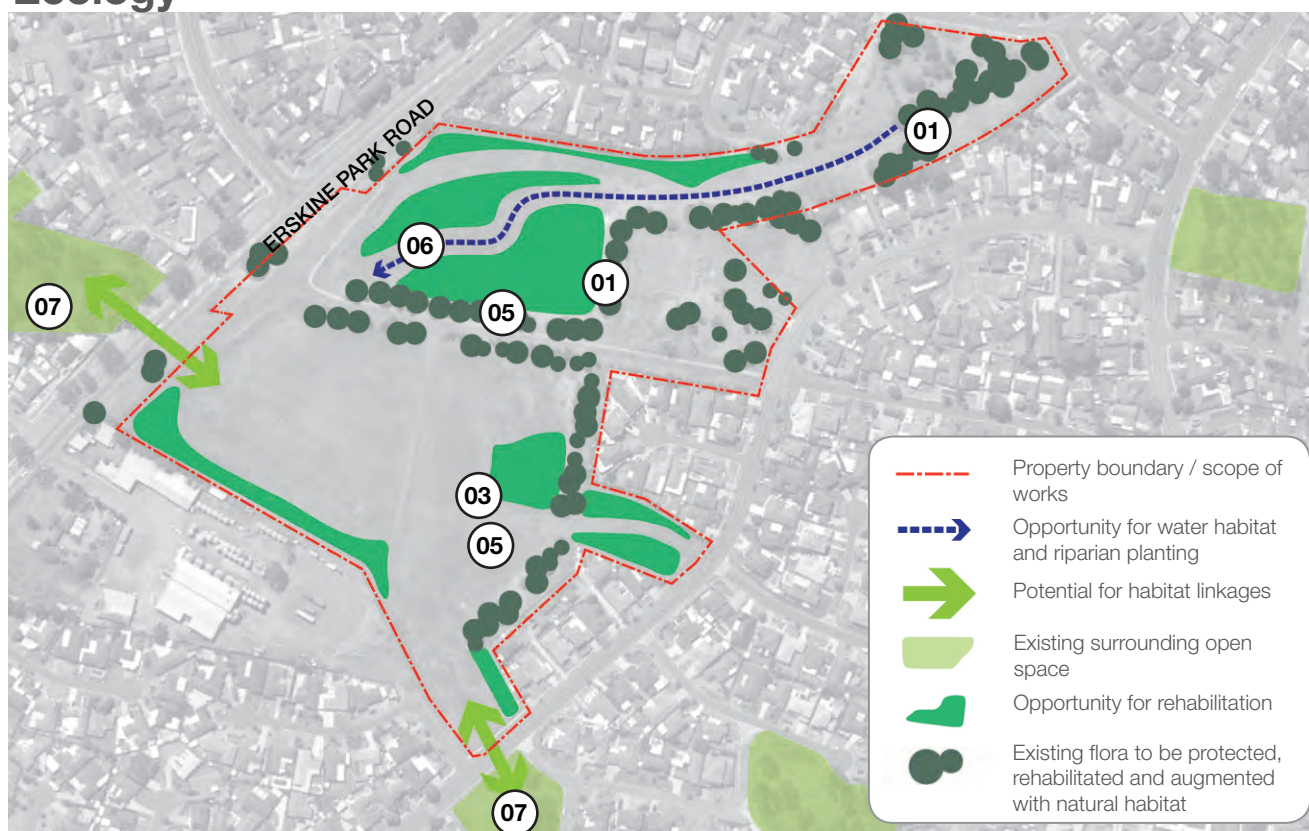 Ecology
ERSKINE PARK ROAD
01
06
01
07
05
03
05
07
Property boundary / scope of
works
Opportunity for water habitat
and riparian planting
Potential for habitat linkages
Existing surrounding open
space
Opportunity for rehabilitation
Existing flora to be protected,
rehabilitated and augmented
with natural habitat